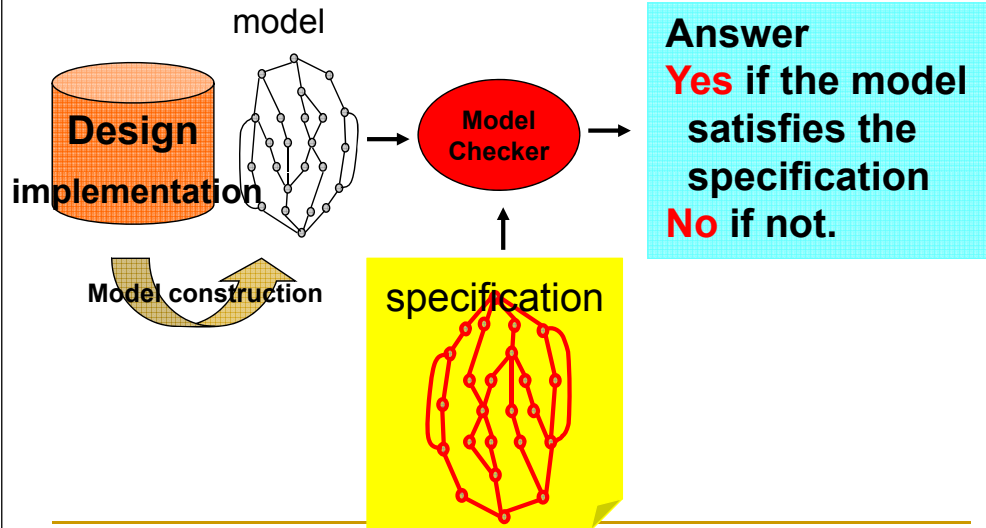 model
Design
implementation
Model construction
Model
Checker
specification
Answer
Yes if the model
satisfies the
specification
No if not.